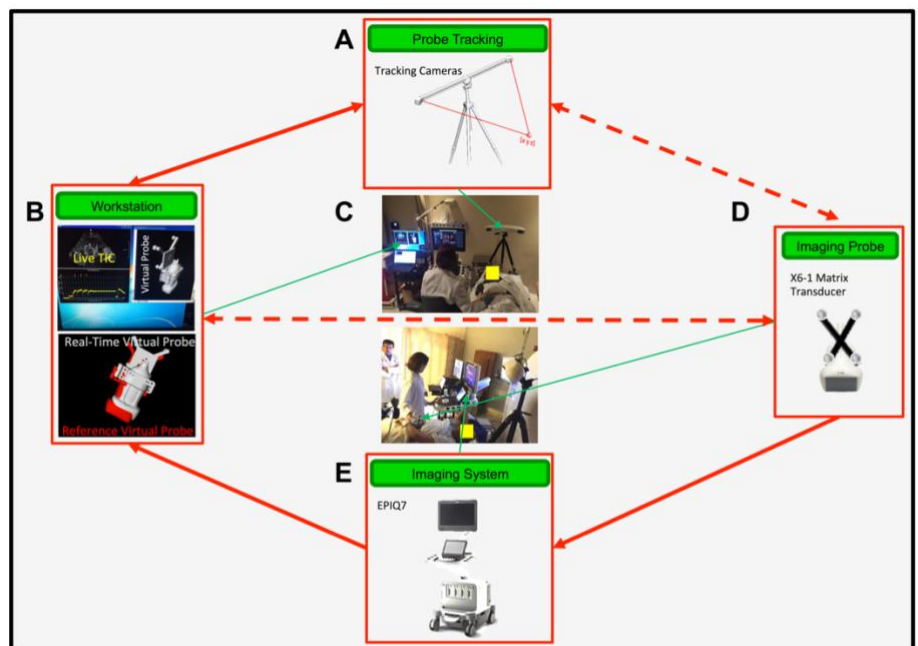 A
Probe Tracking
Tracking Cameras
[x y z]
B
Workstation
Live TIC
Virtual Probe
Real-Time Virtual Probe
Reference Virtual Probe
C
D
Imaging Probe
X6-1 Matrix
Transducer
E
Imaging System
EPIQ7